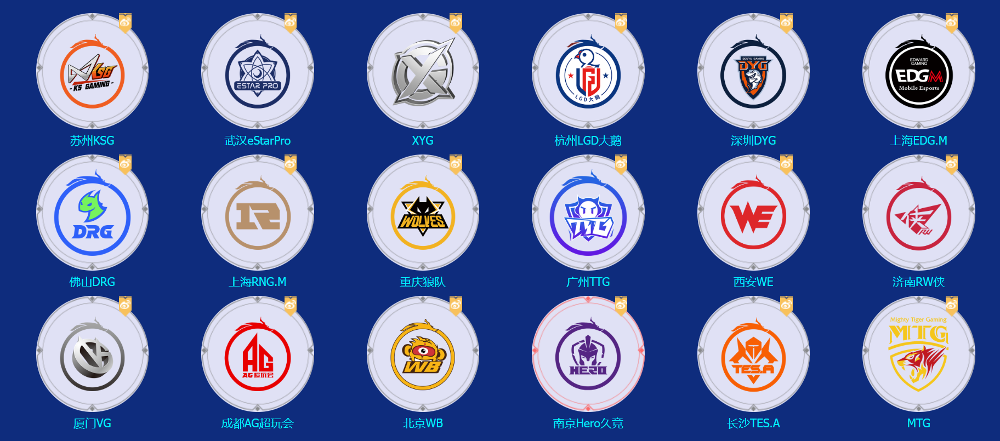 KSG
- KS GAMING -
ESTAR PRO
LGD大鹅
DOUYU GAMING
DYG
EDWARD
GAMING
EDGM
Mobile Esports
苏州KSG
武汉eStarPro
XYG
杭州LGD大鹅
深圳DYG
上海EDG.M
DRG
R
WOLVES
TTG
WE
侠
RW
佛山DRG
上海RNG.M
重庆狼队
广州TTG
西安WE
济南RW侠
VG
AG
AG超玩会
WB
HERO
TES.A
Mighty Tiger Gaming
MTG
厦门VG
成都AG超玩会
北京WB
南京Hero久竞
长沙TES.A
MTG